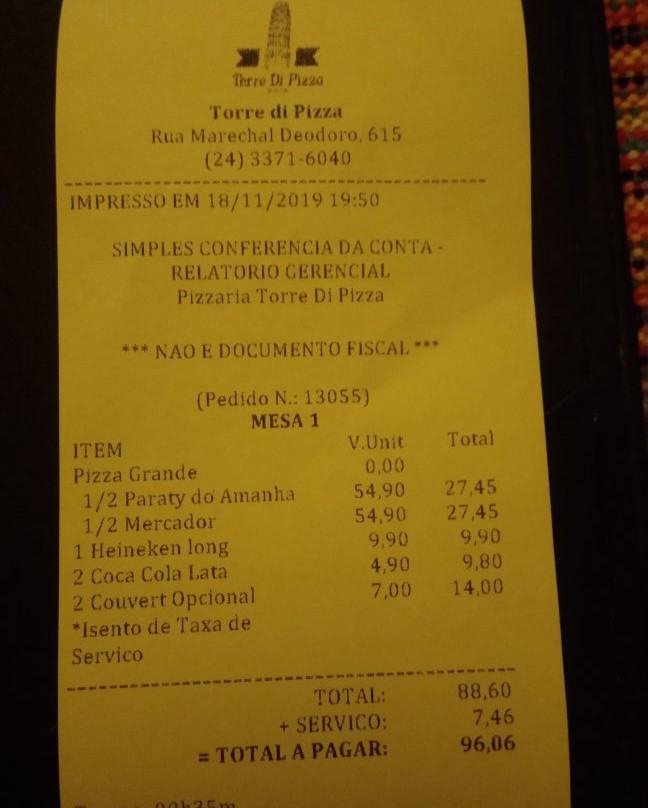 Torre Di Pizza
Torre di Pizza
Rua Marechal Deodoro, 615
(24) 3371-6040
IMPRESSO EM 18/11/2019 19:50
SIMPLES CONFERENCIA DA CONTA -
RELATORIO GERENCIAL
Pizzaria Torre Di Pizza
*** NAO E DOCUMENTO FISCAL ***
(Pedido N.: 13055)
MESA 1
ITEM V.Unit Total
Pizza Grande 0,00
1/2 Paraty do Amanha 54,90 27,45
1/2 Mercador 54,90 27,45
1 Heineken long 9,90 9,90
2 Coca Cola Lata 4,90 9,80
2 Couvert Opcional 7,00 14,00
*Isento de Taxa de
Servico
TOTAL: 88,60
+ SERVICO: 7,46
= TOTAL A PAGAR: 96,06